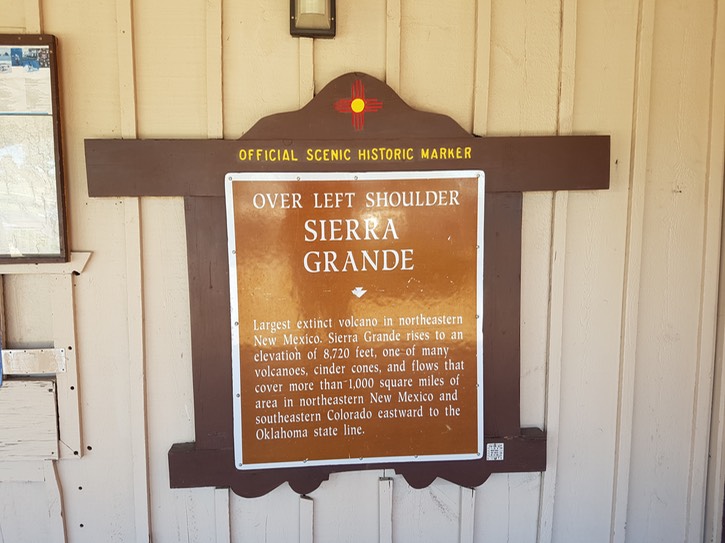 OFFICIAL SCENIC HISTORIC MARKER
OVER LEFT SHOULDER
SIERRA
GRANDE
Largest extinct volcano in northeastern
New Mexico. Sierra Grande rises to an
elevation of 8,720 feet, one of many
volcanoes, cinder cones, and flows that
cover more than 1,000 square miles of
area in northeastern New Mexico and
southeastern Colorado eastward to the
Oklahoma state line.